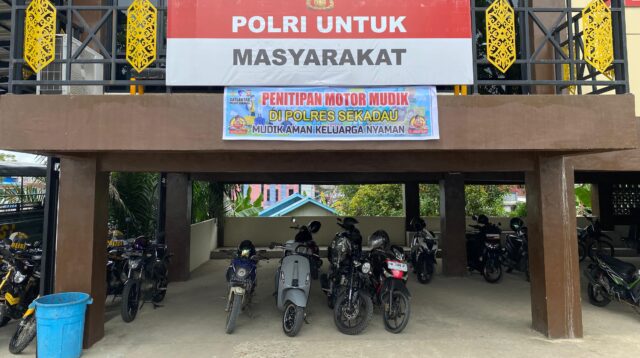 POLRI UNTUK
MASYARAKAT
PENITIPAN MOTOR MUDIK
DI POLRES SEKADAU
MUDIK AMAN KELUARGA NYAMAN